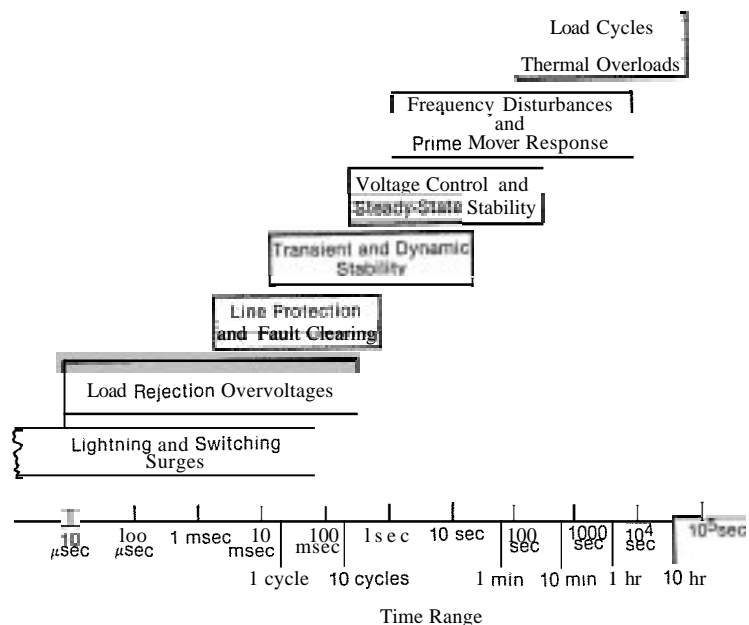 Load Cycles
Thermal Overloads
Frequency Disturbances
and
Prime Mover Response
Voltage Control and
Steady-State Stability
Transient and Dynamic
Stability
Line Protection
and Fault Clearing
Load Rejection Overvoltages
Lightning and Switching
Surges
10 µsec
100 µsec
1 msec
10 msec
100 msec
1 sec
10 sec
100 sec
1000 sec
10⁴ sec
10⁵ sec
1 cycle
10 cycles
1 min
10 min
1 hr
10 hr
Time Range